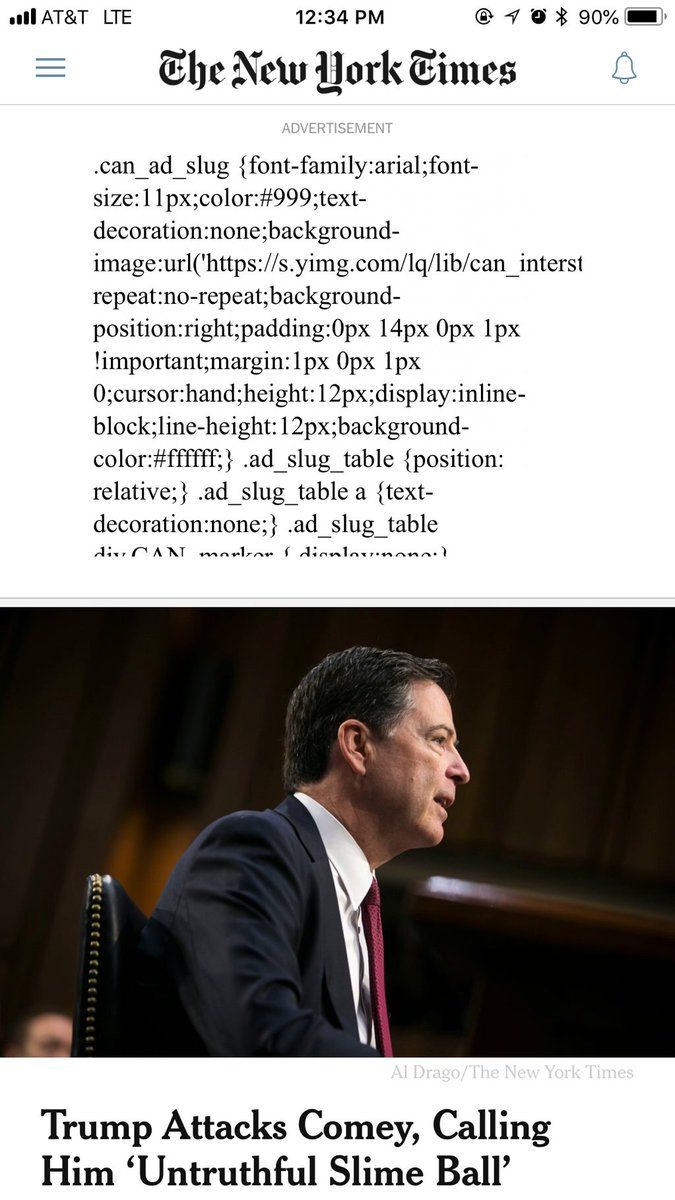 AT&T LTE 12:34 PM 90%
The New York Times
ADVERTISEMENT
.can_ad_slug {font-family:arial;font-
size:11px;color:#999;text-
decoration:none;background-
image:url('https://s.yimg.com/lq/lib/can_interst
repeat:no-repeat;background-
position:right;padding:0px 14px 0px 1px
!important;margin:1px 0px 1px
0;cursor:hand;height:12px;display:inline-
block;line-height:12px;background-
color:#ffffff;} .ad_slug_table {position:
relative;} .ad_slug_table a {text-
decoration:none;} .ad_slug_table
div.CAN_marker { display:none;}
Al Drago/The New York Times
Trump Attacks Comey, Calling
Him ‘Untruthful Slime Ball’